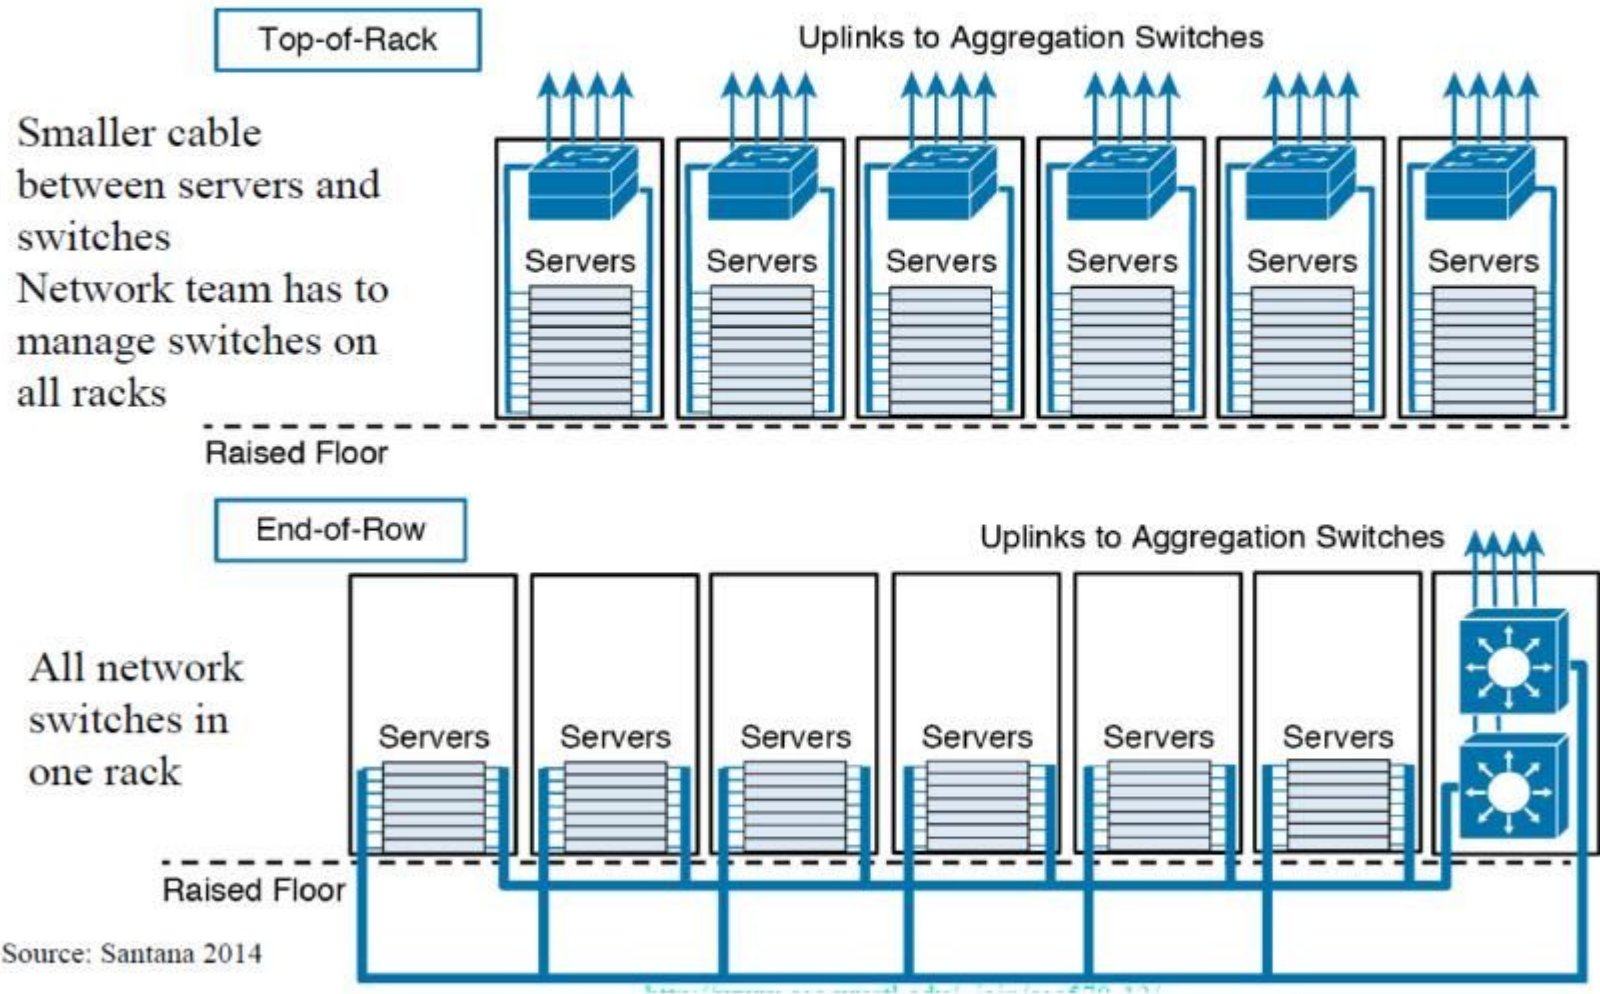 Top-of-Rack
Uplinks to Aggregation Switches
Smaller cable
between servers and
switches
Network team has to
manage switches on
all racks
Servers Servers Servers Servers Servers Servers
Raised Floor
End-of-Row
Uplinks to Aggregation Switches
All network
switches in
one rack
Servers Servers Servers Servers Servers Servers
Raised Floor
Source: Santana 2014